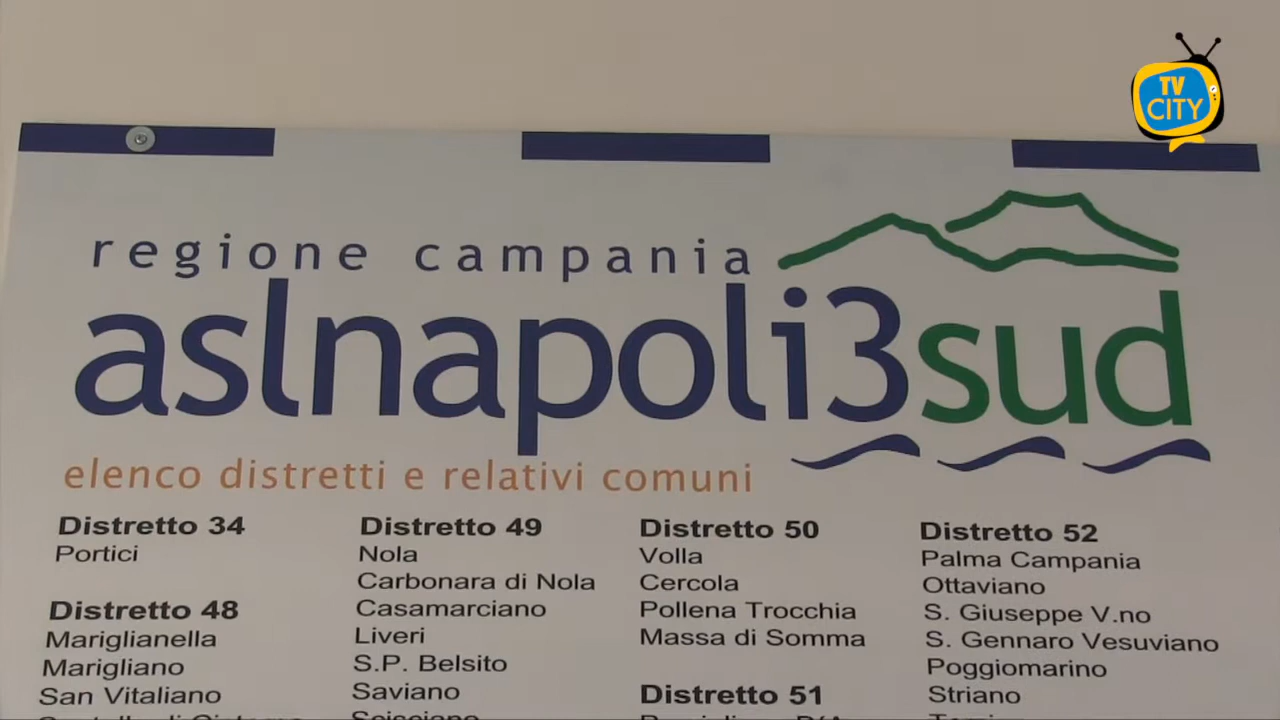 TV
CITY
regione campania
aslnapoli3sud
elenco distretti e relativi comuni
Distretto 34
Portici
Distretto 48
Mariglianella
Marigliano
San Vitaliano
Distretto 49
Nola
Carbonara di Nola
Casamarciano
Liveri
S.P. Belsito
Saviano
Distretto 50
Volla
Cercola
Pollena Trocchia
Massa di Somma
Distretto 51
Distretto 52
Palma Campania
Ottaviano
S. Giuseppe V.no
S. Gennaro Vesuviano
Poggiomarino
Striano